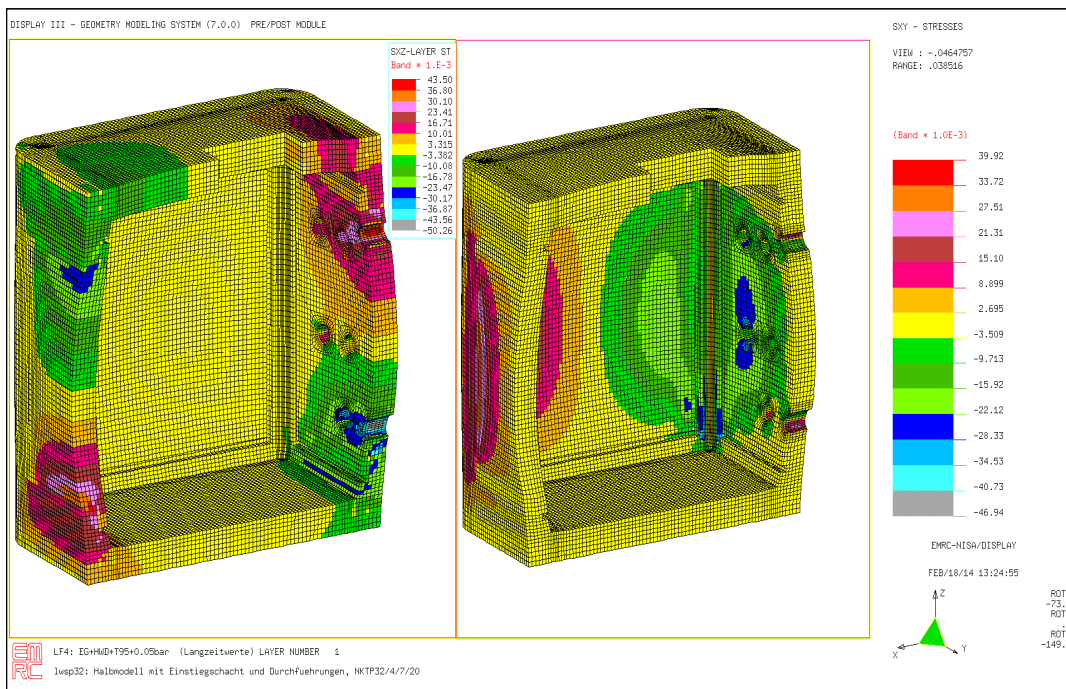 DISPLAY III - GEOMETRY MODELING SYSTEM (7.0.0)  PRE/POST MODULE
SXZ-LAYER ST
Band * 1.E-3
43.50
36.80
30.10
23.41
16.71
10.01
3.315
-3.382
-10.08
-16.78
-23.47
-30.17
-36.87
-43.56
-50.26
SXY - STRESSES
VIEW : -.0464757
RANGE: .038516
(Band * 1.0E-3)
39.92
33.72
27.51
21.31
15.10
8.899
2.695
-3.509
-9.713
-15.92
-22.12
-28.33
-34.53
-40.73
-46.94
EMRC-NISA/DISPLAY
FEB/18/14 13:24:55
Z
X
Y
ROT
-73.
ROT
.
ROT
-149.
EMRC
LF4: EG+HWD+T95+0.05bar  (Langzeitwerte) LAYER NUMBER   1
lwsp32: Halbmodell mit Einstiegschacht und Durchfuehrungen, NKTP32/4/7/20